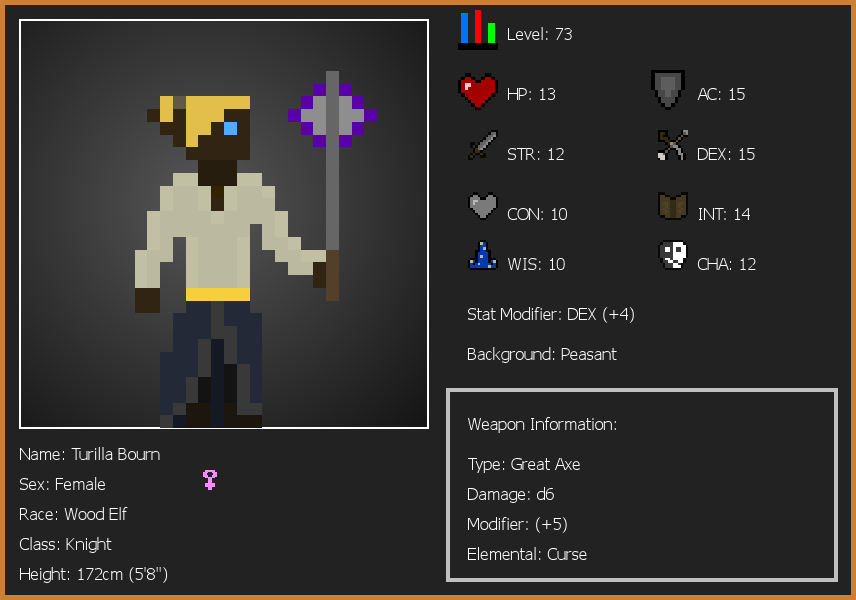 Level: 73
HP: 13
AC: 15
STR: 12
DEX: 15
CON: 10
INT: 14
WIS: 10
CHA: 12
Stat Modifier: DEX (+4)
Background: Peasant
Weapon Information:
Type: Great Axe
Damage: d6
Modifier: (+5)
Elemental: Curse
Name: Turilla Bourn
Sex: Female
Race: Wood Elf
Class: Knight
Height: 172cm (5'8")